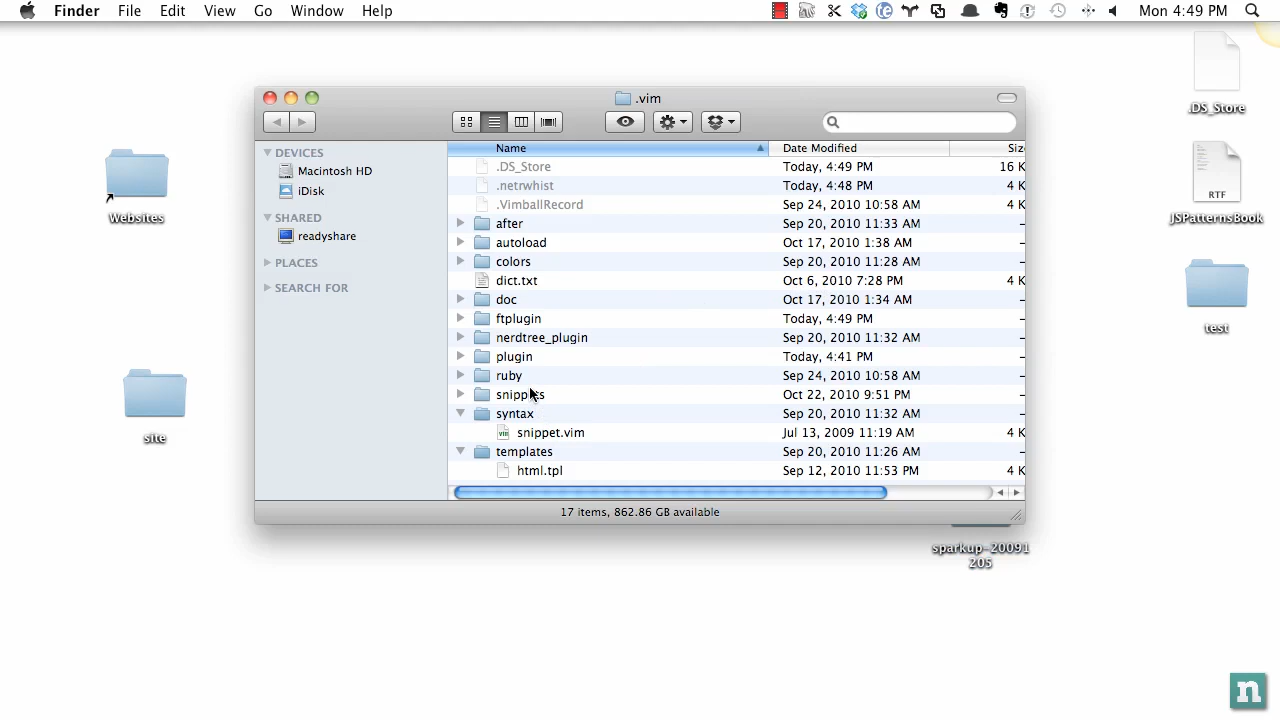 Finder File Edit View Go Window Help Mon 4:49 PM
.vim
DEVICES
Macintosh HD
iDisk
SHARED
readyshare
PLACES
SEARCH FOR
Name Date Modified Siz
.DS_Store Today, 4:49 PM 16 K
.netrwhist Today, 4:48 PM 4 K
.VimballRecord Sep 24, 2010 10:58 AM 4 K
after Sep 20, 2010 11:33 AM –
autoload Oct 17, 2010 1:38 AM –
colors Sep 20, 2010 11:28 AM –
dict.txt Oct 6, 2010 7:28 PM 4 K
doc Oct 17, 2010 1:34 AM –
ftplugin Today, 4:49 PM –
nerdtree_plugin Sep 20, 2010 11:32 AM –
plugin Today, 4:41 PM –
ruby Sep 24, 2010 10:58 AM –
snippets Oct 22, 2010 9:51 PM –
syntax Sep 20, 2010 11:32 AM –
snippet.vim Jul 13, 2009 11:19 AM 4 K
templates Sep 20, 2010 11:26 AM –
html.tpl Sep 12, 2010 11:53 PM 4 K
17 items, 862.86 GB available
Websites
site
.DS_Store
RTF
JSPatternsBook
test
sparkup-20091
205
n